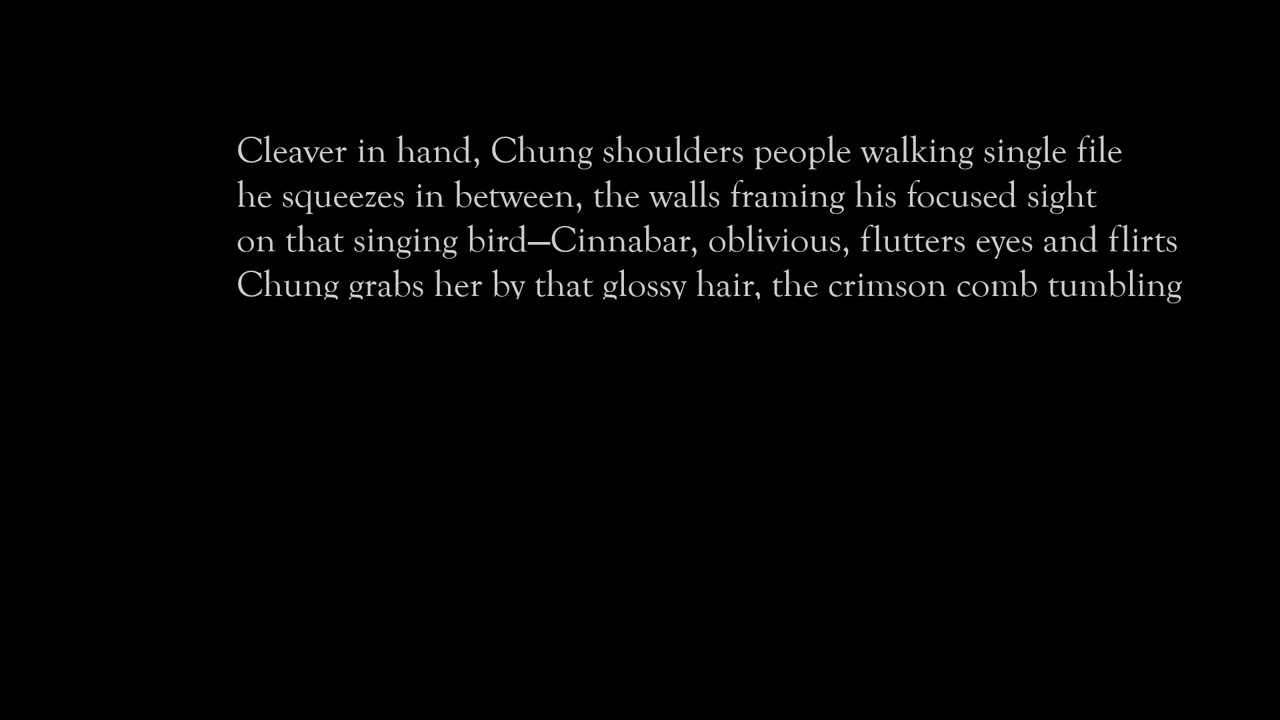 Cleaver in hand, Chung shoulders people walking single file
he squeezes in between, the walls framing his focused sight
on that singing bird—Cinnabar, oblivious, flutters eyes and flirts
Chung grabs her by that glossy hair, the crimson comb tumbling